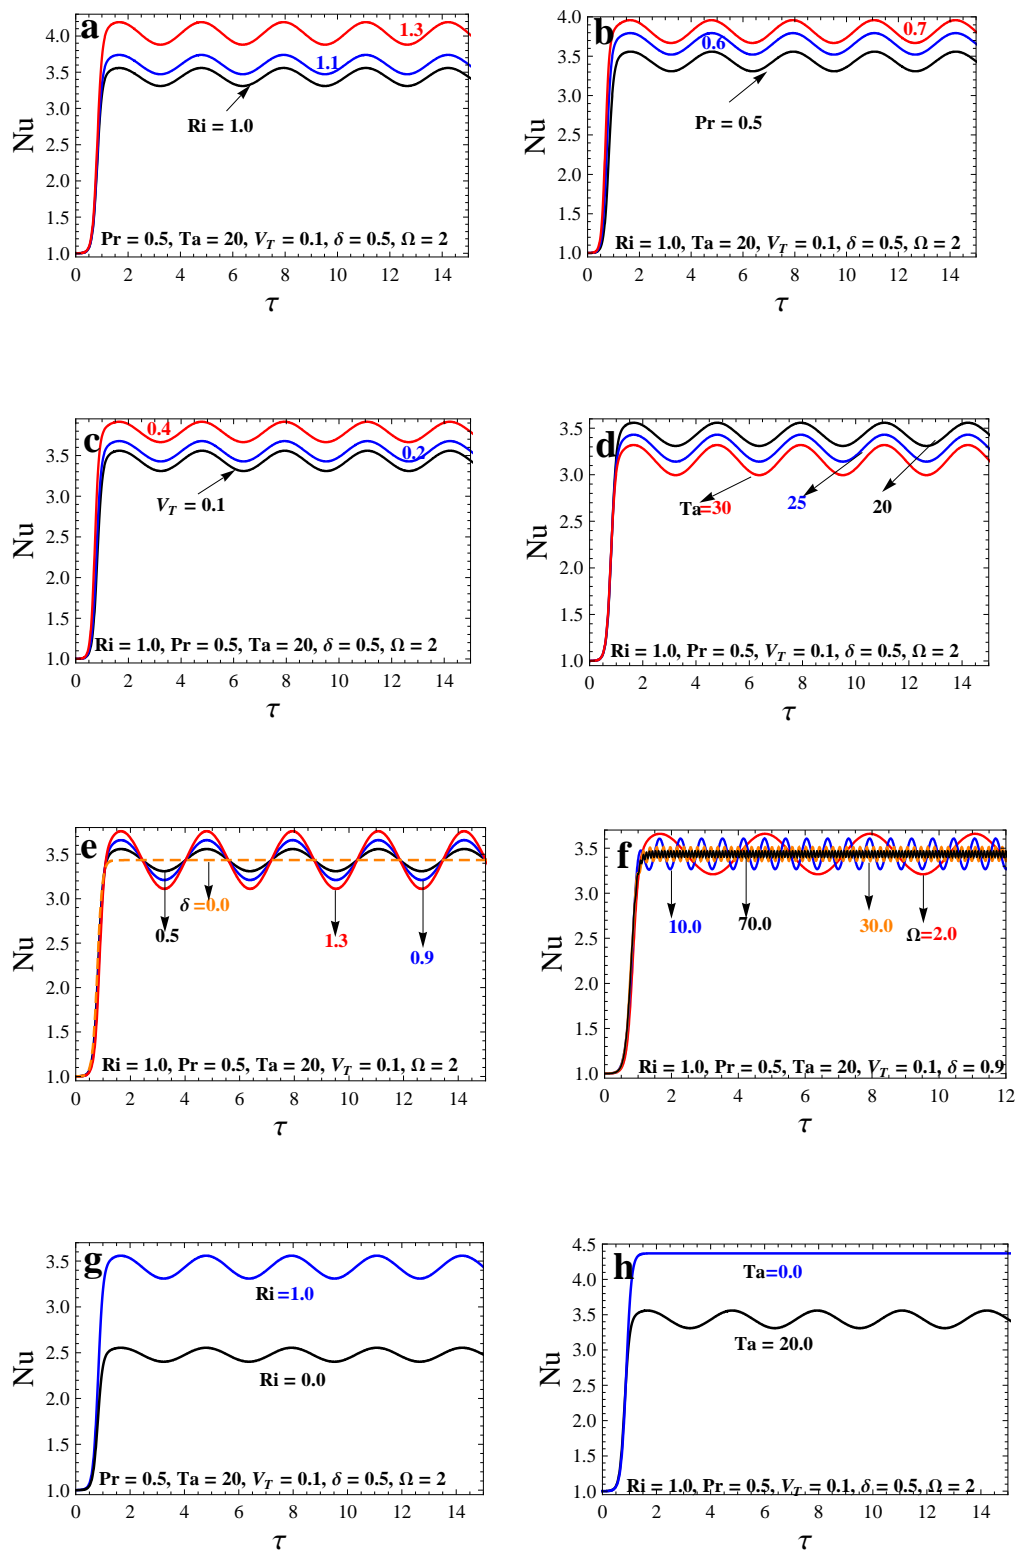 a
1.3
1.1
Ri = 1.0
Pr = 0.5, Ta = 20, V_T = 0.1, δ = 0.5, Ω = 2
4.0
3.5
3.0
2.5
2.0
1.5
1.0
0 2 4 6 8 10 12 14
Nu
τ
b
0.7
0.6
Pr = 0.5
Ri = 1.0, Ta = 20, V_T = 0.1, δ = 0.5, Ω = 2
4.0
3.5
3.0
2.5
2.0
1.5
1.0
0 2 4 6 8 10 12 14
Nu
τ
c
0.4
0.2
V_T = 0.1
Ri = 1.0, Pr = 0.5, Ta = 20, δ = 0.5, Ω = 2
3.5
3.0
2.5
2.0
1.5
1.0
0 2 4 6 8 10 12 14
Nu
τ
d
Ta=30
25
20
Ri = 1.0, Pr = 0.5, V_T = 0.1, δ = 0.5, Ω = 2
3.5
3.0
2.5
2.0
1.5
1.0
0 2 4 6 8 10 12 14
Nu
τ
e
δ =0.0
0.5
1.3
0.9
Ri = 1.0, Pr = 0.5, Ta = 20, V_T = 0.1, Ω = 2
3.5
3.0
2.5
2.0
1.5
1.0
0 2 4 6 8 10 12 14
Nu
τ
f
10.0
70.0
30.0
Ω=2.0
Ri = 1.0, Pr = 0.5, Ta = 20, V_T = 0.1, δ = 0.9
3.5
3.0
2.5
2.0
1.5
1.0
0 2 4 6 8 10 12
Nu
τ
g
Ri =1.0
Ri = 0.0
Pr = 0.5, Ta = 20, V_T = 0.1, δ = 0.5, Ω = 2
3.5
3.0
2.5
2.0
1.5
1.0
0 2 4 6 8 10 12 14
Nu
τ
h
Ta=0.0
Ta = 20.0
Ri = 1.0, Pr = 0.5, V_T = 0.1, δ = 0.5, Ω = 2
4.5
4.0
3.5
3.0
2.5
2.0
1.5
1.0
0 2 4 6 8 10 12 14
Nu
τ